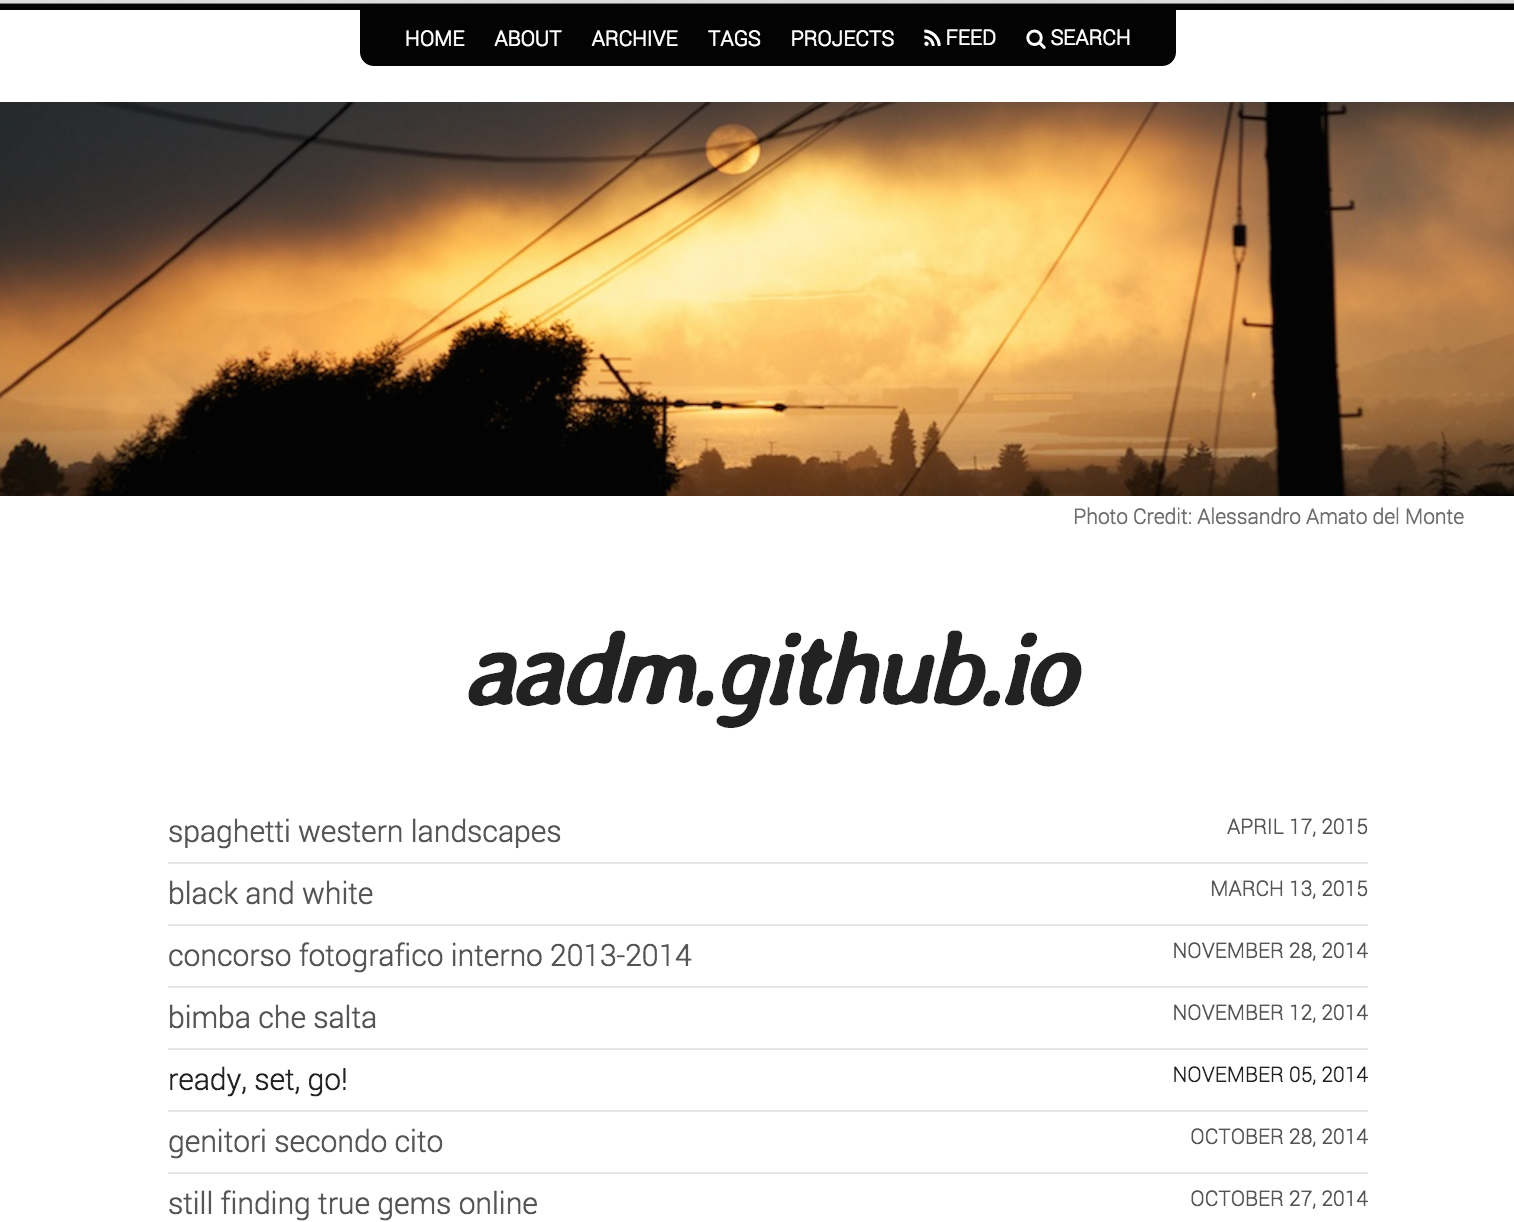 HOME ABOUT ARCHIVE TAGS PROJECTS FEED SEARCH
Photo Credit: Alessandro Amato del Monte
aadm.github.io
spaghetti western landscapes APRIL 17, 2015
black and white MARCH 13, 2015
concorso fotografico interno 2013-2014 NOVEMBER 28, 2014
bimba che salta NOVEMBER 12, 2014
ready, set, go! NOVEMBER 05, 2014
genitori secondo cito OCTOBER 28, 2014
still finding true gems online OCTOBER 27, 2014